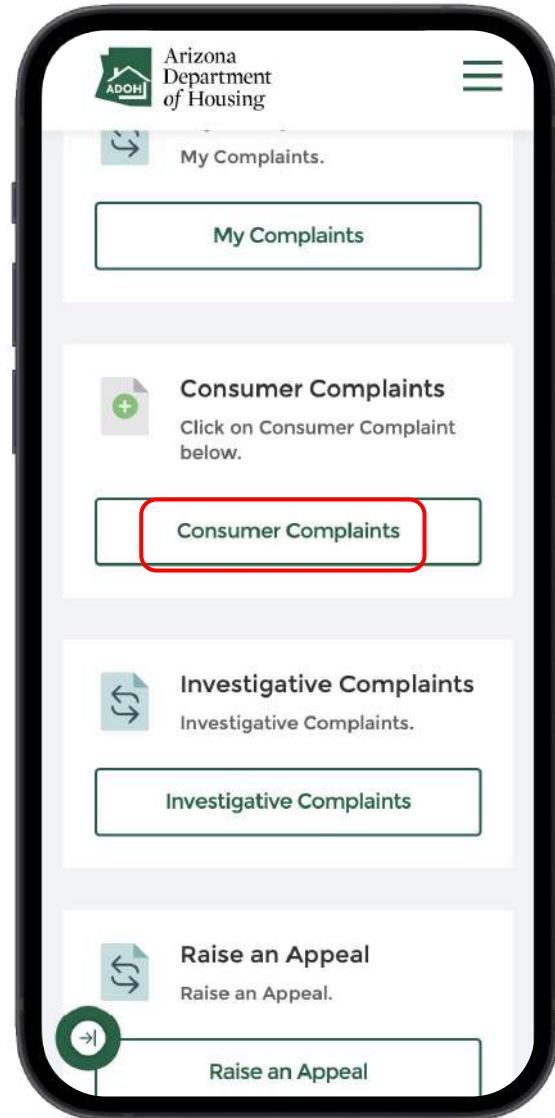 Arizona
Department
of Housing
ADOH
My Complaints.
My Complaints
Consumer Complaints
Click on Consumer Complaint
below.
Consumer Complaints
Investigative Complaints
Investigative Complaints.
Investigative Complaints
Raise an Appeal
Raise an Appeal.
Raise an Appeal